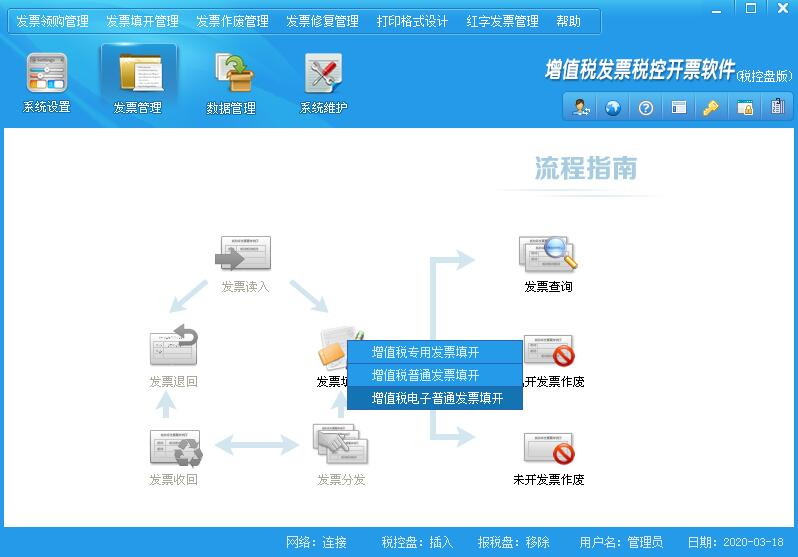 发票领购管理 发票填开管理 发票作废管理 发票修复管理 打印格式设计 红字发票管理 帮助
系统设置 发票管理 数据管理 系统维护
增值税发票税控开票软件(税控盘版)
流程指南
发票读入 发票查询
增值税专用发票填开
增值税普通发票填开
增值税电子普通发票填开
发票退回 发票填 开发票作废
发票收回 发票分发 未开发票作废
网络：连接 税控盘：插入 报税盘：移除 用户名：管理员 日期：2020-03-18